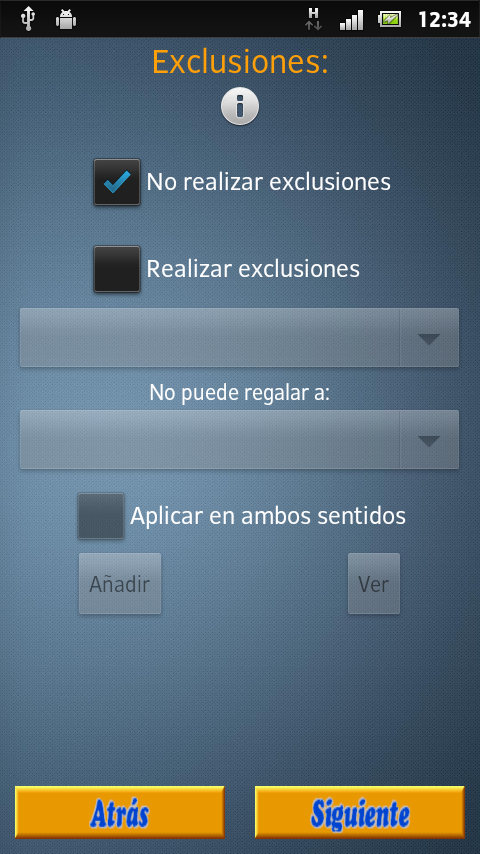 H 12:34
Exclusiones:
No realizar exclusiones
Realizar exclusiones
No puede regalar a:
Aplicar en ambos sentidos
Añadir Ver
Atrás Siguiente